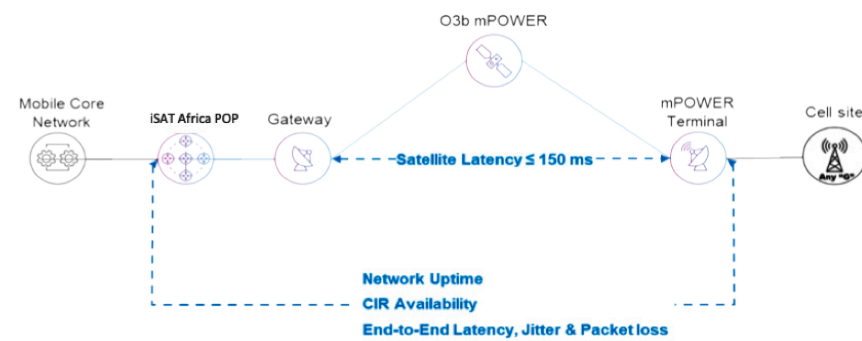 O3b mPOWER
Mobile Core
Network
iSAT Africa POP
Gateway
mPOWER
Terminal
Cell site
Satellite Latency ≤ 150 ms
Any "G"
Network Uptime
CIR Availability
End-to-End Latency, Jitter & Packet loss